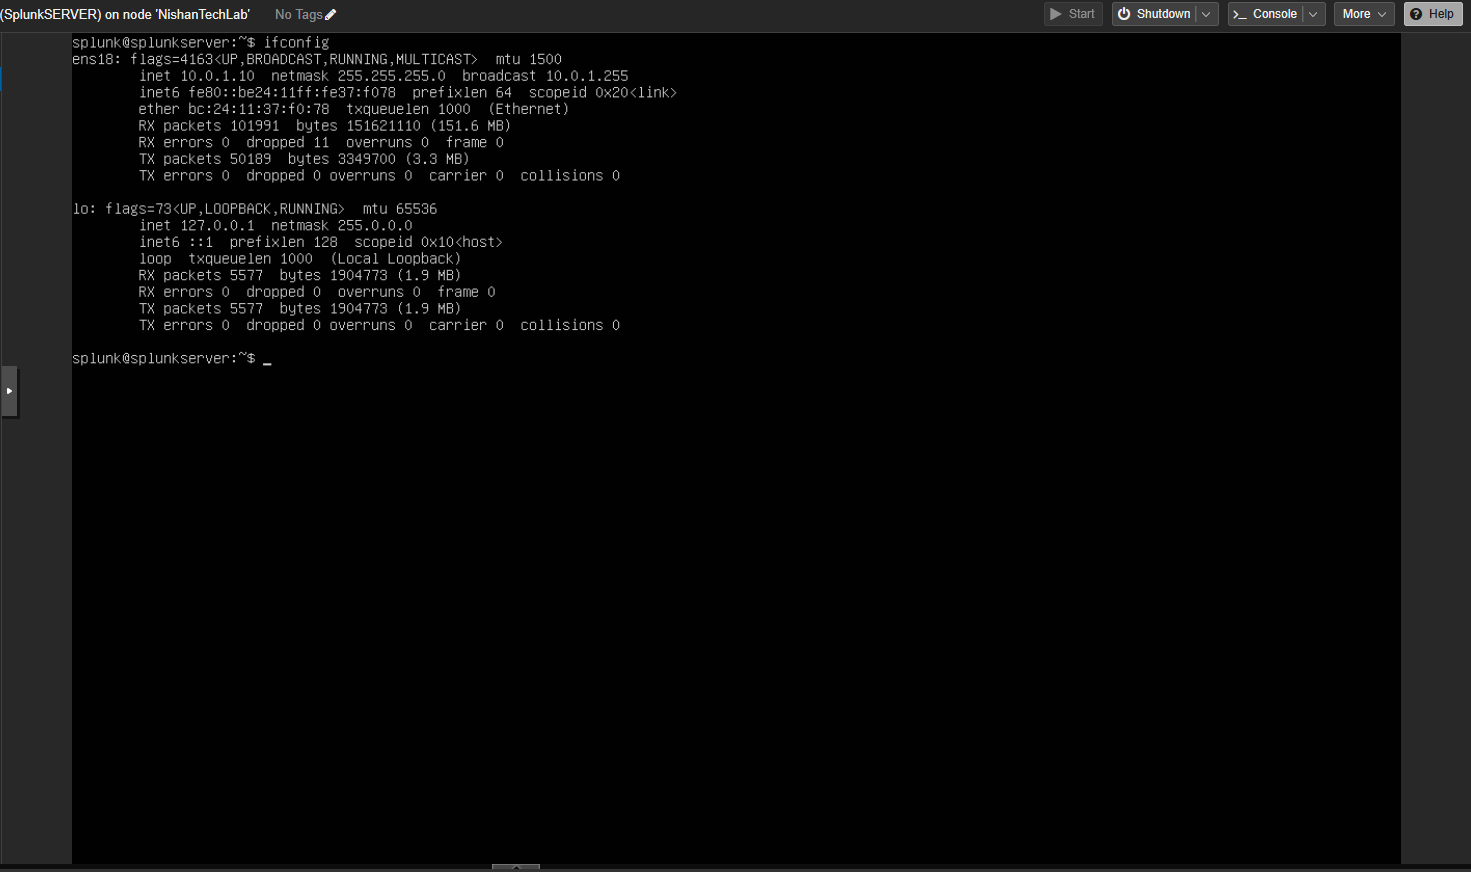 (SplunkSERVER) on node 'NishanTechLab' No Tags Start Shutdown Console More Help
splunk@splunkserver:~$ ifconfig
ens18: flags=4163<UP,BROADCAST,RUNNING,MULTICAST>  mtu 1500
        inet 10.0.1.10  netmask 255.255.255.0  broadcast 10.0.1.255
        inet6 fe80::be24:11ff:fe37:f078  prefixlen 64  scopeid 0x20<link>
        ether bc:24:11:37:f0:78  txqueuelen 1000  (Ethernet)
        RX packets 101991  bytes 151621110 (151.6 MB)
        RX errors 0  dropped 11  overruns 0  frame 0
        TX packets 50189  bytes 3349700 (3.3 MB)
        TX errors 0  dropped 0 overruns 0  carrier 0  collisions 0
lo: flags=73<UP,LOOPBACK,RUNNING>  mtu 65536
        inet 127.0.0.1  netmask 255.0.0.0
        inet6 ::1  prefixlen 128  scopeid 0x10<host>
        loop  txqueuelen 1000  (Local Loopback)
        RX packets 5577  bytes 1904773 (1.9 MB)
        RX errors 0  dropped 0  overruns 0  frame 0
        TX packets 5577  bytes 1904773 (1.9 MB)
        TX errors 0  dropped 0 overruns 0  carrier 0  collisions 0
splunk@splunkserver:~$ _